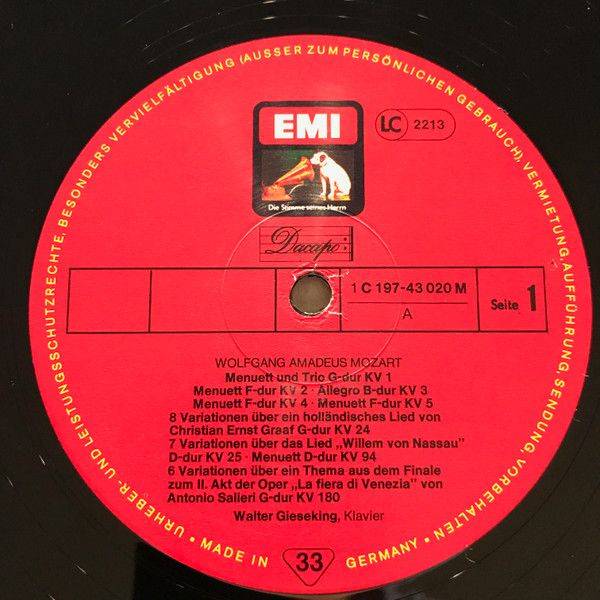 URHEBER- UND LEISTUNGSSCHUTZRECHTE, BESONDERS VERVIELFÄLTIGUNG (AUSSER ZUM PERSÖNLICHEN GEBRAUCH), VERMIETUNG, AUFFÜHRUNG, SENDUNG, VORBEHALTEN •
EMI
LC 2213
Die Stimme seines Herrn
Dacapo
1 C 197-43 020 M
A
Seite 1
WOLFGANG AMADEUS MOZART
Menuett und Trio G-dur KV 1
Menuett F-dur KV 2 · Allegro B-dur KV 3
Menuett F-dur KV 4 · Menuett F-dur KV 5
8 Variationen über ein holländisches Lied von
Christian Ernst Graaf G-dur KV 24
7 Variationen über das Lied „Willem von Nassau"
D-dur KV 25 · Menuett D-dur KV 94
6 Variationen über ein Thema aus dem Finale
zum II. Akt der Oper „La fiera di Venezia" von
Antonio Salieri G-dur KV 180
Walter Gieseking, Klavier
• MADE IN GERMANY •
33